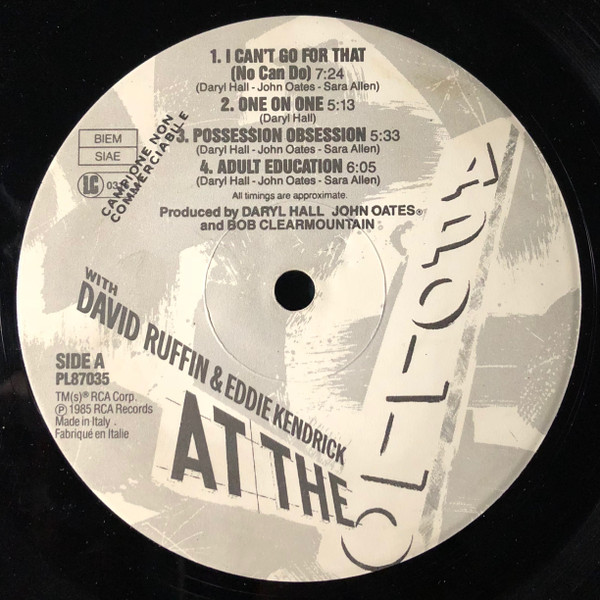 1. I CAN'T GO FOR THAT
(No Can Do) 7:24
(Daryl Hall - John Oates - Sara Allen)
2. ONE ON ONE 5:13
(Daryl Hall)
3. POSSESSION OBSESSION 5:33
(Daryl Hall - John Oates - Sara Allen)
4. ADULT EDUCATION 6:05
(Daryl Hall - John Oates - Sara Allen)
All timings are approximate.
Produced by DARYL HALL JOHN OATES®
and BOB CLEARMOUNTAIN
BIEM
SIAE
LC
CAMPIONE NON
COMMERCIABILE
WITH
DAVID RUFFIN & EDDIE KENDRICK
AT THE
APOLLO
SIDE A
PL87035
TM(s)® RCA Corp.
℗ 1985 RCA Records
Made in Italy
Fabriqué en Italie